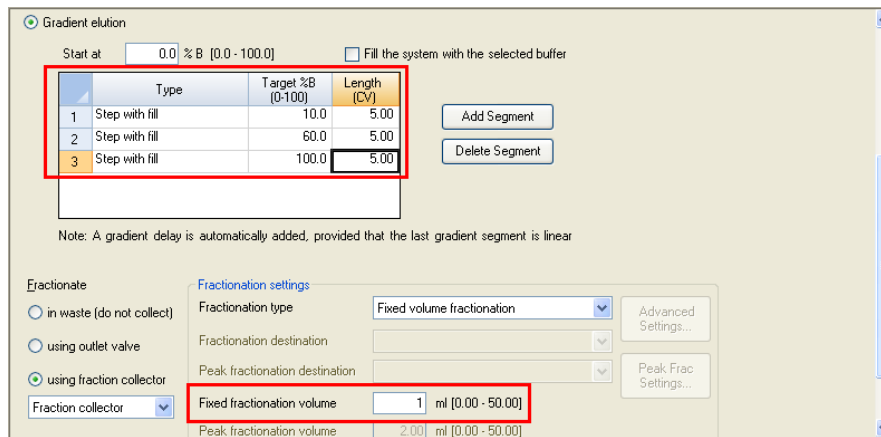 Gradient elution
Start at 0.0 % B [0.0 - 100.0] Fill the system with the selected buffer
Type Target %B (0-100) Length (CV)
1 Step with fill 10.0 5.00
2 Step with fill 60.0 5.00
3 Step with fill 100.0 5.00
Add Segment
Delete Segment
Note: A gradient delay is automatically added, provided that the last gradient segment is linear
Fractionate
in waste (do not collect)
using outlet valve
using fraction collector
Fraction collector
Fractionation settings
Fractionation type Fixed volume fractionation
Fractionation destination
Peak fractionation destination
Fixed fractionation volume 1 ml [0.00 - 50.00]
Peak fractionation volume 2.00 ml [0.00 - 50.00]
Advanced
Settings...
Peak Frac
Settings...